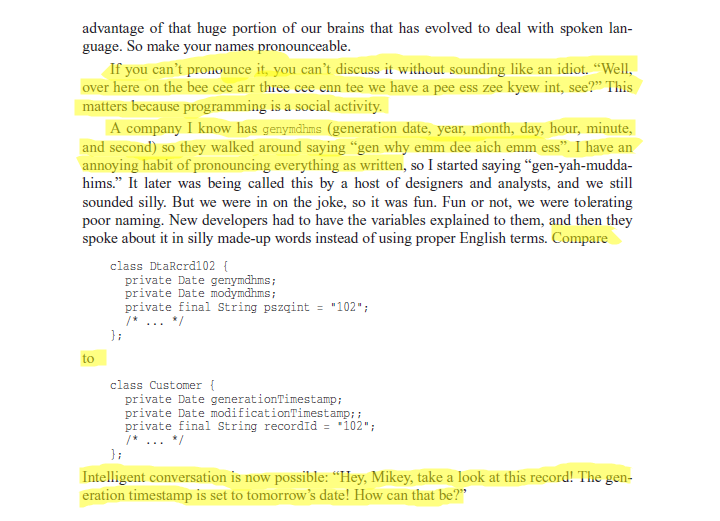 advantage of that huge portion of our brains that has evolved to deal with spoken lan-
guage. So make your names pronounceable.
If you can’t pronounce it, you can’t discuss it without sounding like an idiot. “Well,
over here on the bee cee arr three cee enn tee we have a pee ess zee kyew int, see?” This
matters because programming is a social activity.
A company I know has genymdhms (generation date, year, month, day, hour, minute,
and second) so they walked around saying “gen why emm dee aich emm ess”. I have an
annoying habit of pronouncing everything as written, so I started saying “gen-yah-mudda-
hims.” It later was being called this by a host of designers and analysts, and we still
sounded silly. But we were in on the joke, so it was fun. Fun or not, we were tolerating
poor naming. New developers had to have the variables explained to them, and then they
spoke about it in silly made-up words instead of using proper English terms. Compare
class DtaRcrd102 {
private Date genymdhms;
private Date modymdhms;
private final String pszqint = "102";
/* ... */
};
to
class Customer {
private Date generationTimestamp;
private Date modificationTimestamp;;
private final String recordId = "102";
/* ... */
};
Intelligent conversation is now possible: “Hey, Mikey, take a look at this record! The gen-
eration timestamp is set to tomorrow’s date! How can that be?”